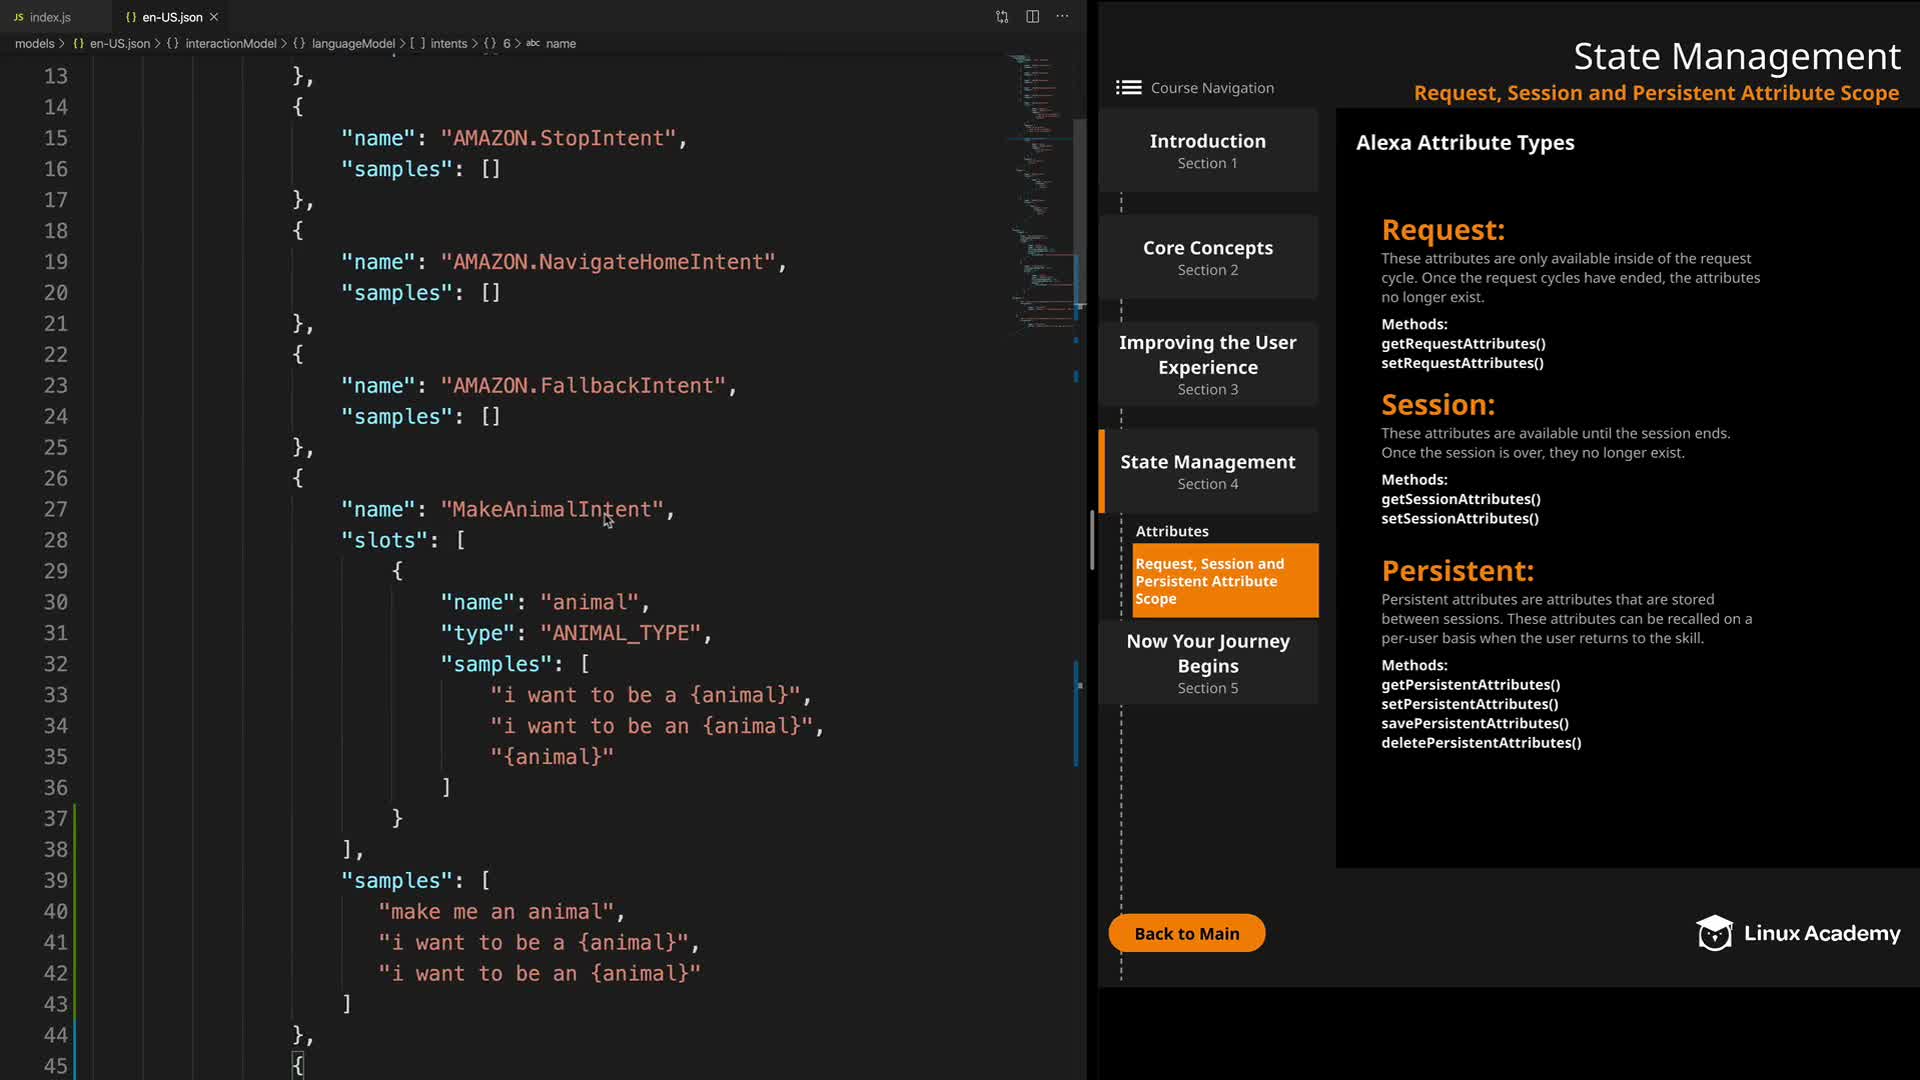 JS index.js
{} en-US.json
models > {} en-US.json > {} interactionModel > {} languageModel > [ ] intents > {} 6 > abc name
13 },
14 {
15 "name": "AMAZON.StopIntent",
16 "samples": []
17 },
18 {
19 "name": "AMAZON.NavigateHomeIntent",
20 "samples": []
21 },
22 {
23 "name": "AMAZON.FallbackIntent",
24 "samples": []
25 },
26 {
27 "name": "MakeAnimalIntent",
28 "slots": [
29 {
30 "name": "animal",
31 "type": "ANIMAL_TYPE",
32 "samples": [
33 "i want to be a {animal}",
34 "i want to be an {animal}",
35 "{animal}"
36 ]
37 }
38 ],
39 "samples": [
40 "make me an animal",
41 "i want to be a {animal}",
42 "i want to be an {animal}"
43 ]
44 },
45 {
State Management
Request, Session and Persistent Attribute Scope
Course Navigation
Introduction
Section 1
Core Concepts
Section 2
Improving the User
Experience
Section 3
State Management
Section 4
Attributes
Request, Session and
Persistent Attribute
Scope
Now Your Journey
Begins
Section 5
Back to Main
Alexa Attribute Types
Request:
These attributes are only available inside of the request
cycle. Once the request cycles have ended, the attributes
no longer exist.
Methods:
getRequestAttributes()
setRequestAttributes()
Session:
These attributes are available until the session ends.
Once the session is over, they no longer exist.
Methods:
getSessionAttributes()
setSessionAttributes()
Persistent:
Persistent attributes are attributes that are stored
between sessions. These attributes can be recalled on a
per-user basis when the user returns to the skill.
Methods:
getPersistentAttributes()
setPersistentAttributes()
savePersistentAttributes()
deletePersistentAttributes()
Linux Academy